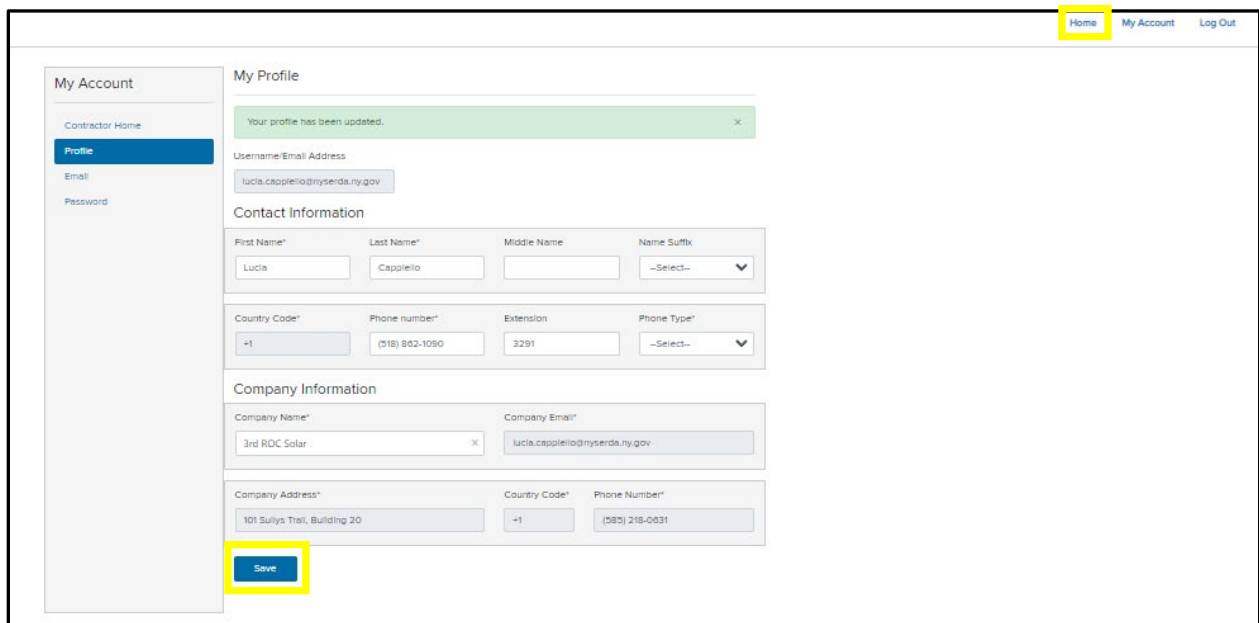 Home My Account Log Out
My Account
Contractor Home
Profile
Email
Password
My Profile
Your profile has been updated. ×
Username/Email Address
lucia.cappiello@nyserda.ny.gov
Contact Information
First Name* Last Name* Middle Name Name Suffix
Lucia Cappiello --Select--
Country Code* Phone number* Extension Phone Type*
+1 (518) 862-1090 3291 --Select--
Company Information
Company Name* Company Email*
3rd ROC Solar × lucia.cappiello@nyserda.ny.gov
Company Address* Country Code* Phone Number*
101 Sullys Trail, Building 20 +1 (585) 218-0631
Save